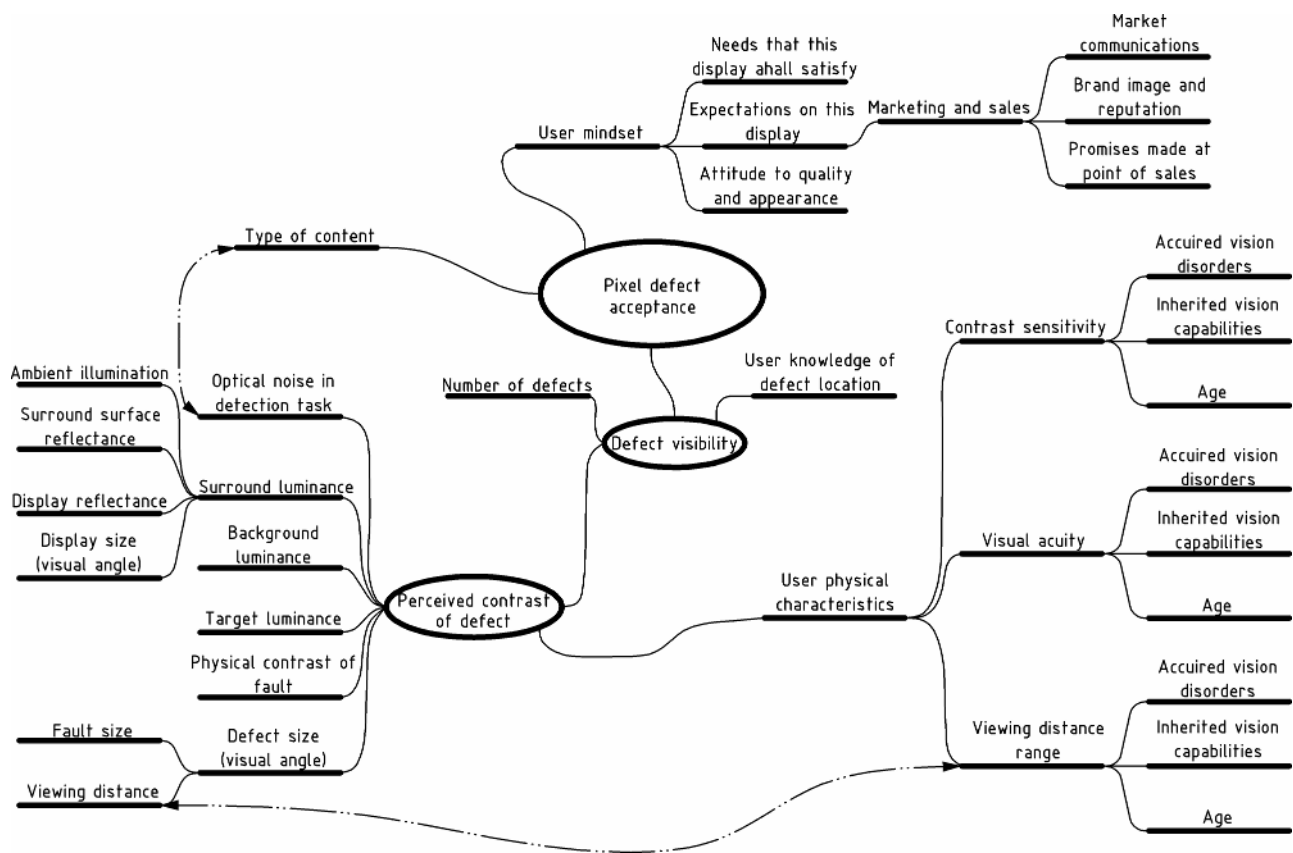 Market
communications
Needs that this
display ahall satisfy
Brand image and
reputation
Marketing and sales
Expectations on this
display
User mindset
Promises made at
point of sales
Attitude to quality
and appearance
Type of content
Accuired vision
disorders
Pixel defect
acceptance
Inherited vision
capabilities
Contrast sensitivity
Age
Ambient illumination
Optical noise in
detection task
Number of defects
User knowledge of
defect location
Surround surface
reflectance
Defect visibility
Accuired vision
disorders
Surround luminance
Display reflectance
Inherited vision
capabilities
Visual acuity
Display size
(visual angle)
Background
luminance
Age
User physical
characteristics
Perceived contrast
of defect
Target luminance
Physical contrast of
fault
Accuired vision
disorders
Fault size
Defect size
(visual angle)
Viewing distance
range
Inherited vision
capabilities
Viewing distance
Age